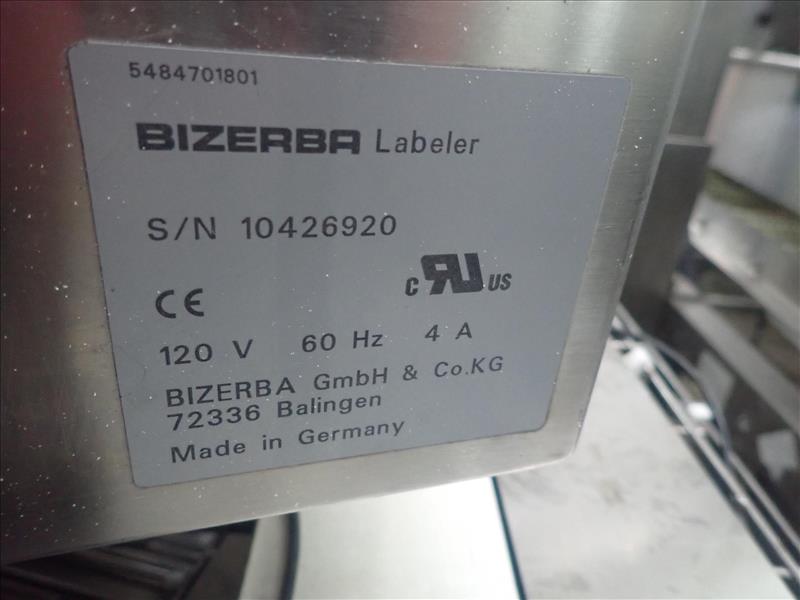 5484701801
BIZERBA Labeler
S/N 10426920
CE c RU US
120 V 60 Hz 4 A
BIZERBA GmbH & Co.KG
72336 Balingen
Made in Germany